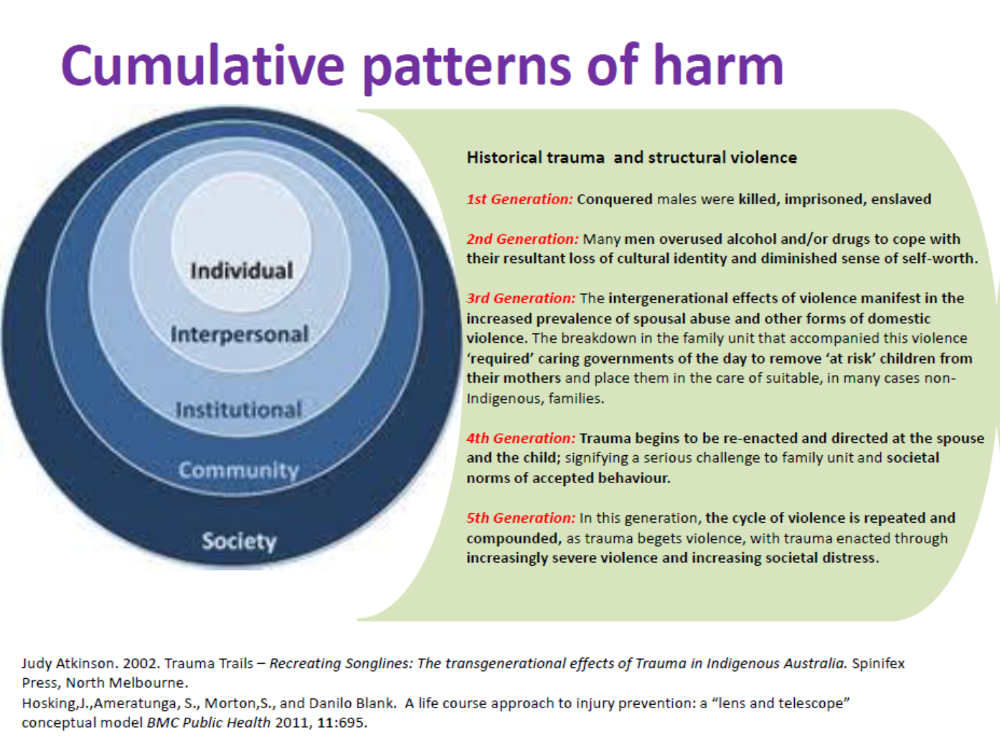 Cumulative patterns of harm
Individual
Interpersonal
Institutional
Community
Society
Historical trauma and structural violence
1st Generation: Conquered males were killed, imprisoned, enslaved
2nd Generation: Many men overused alcohol and/or drugs to cope with
their resultant loss of cultural identity and diminished sense of self-worth.
3rd Generation: The intergenerational effects of violence manifest in the
increased prevalence of spousal abuse and other forms of domestic
violence. The breakdown in the family unit that accompanied this violence
‘required’ caring governments of the day to remove ‘at risk’ children from
their mothers and place them in the care of suitable, in many cases non-
Indigenous, families.
4th Generation: Trauma begins to be re-enacted and directed at the spouse
and the child; signifying a serious challenge to family unit and societal
norms of accepted behaviour.
5th Generation: In this generation, the cycle of violence is repeated and
compounded, as trauma begets violence, with trauma enacted through
increasingly severe violence and increasing societal distress.
Judy Atkinson. 2002. Trauma Trails – Recreating Songlines: The transgenerational effects of Trauma in Indigenous Australia. Spinifex
Press, North Melbourne.
Hosking,J.,Ameratunga, S., Morton,S., and Danilo Blank. A life course approach to injury prevention: a “lens and telescope”
conceptual model BMC Public Health 2011, 11:695.